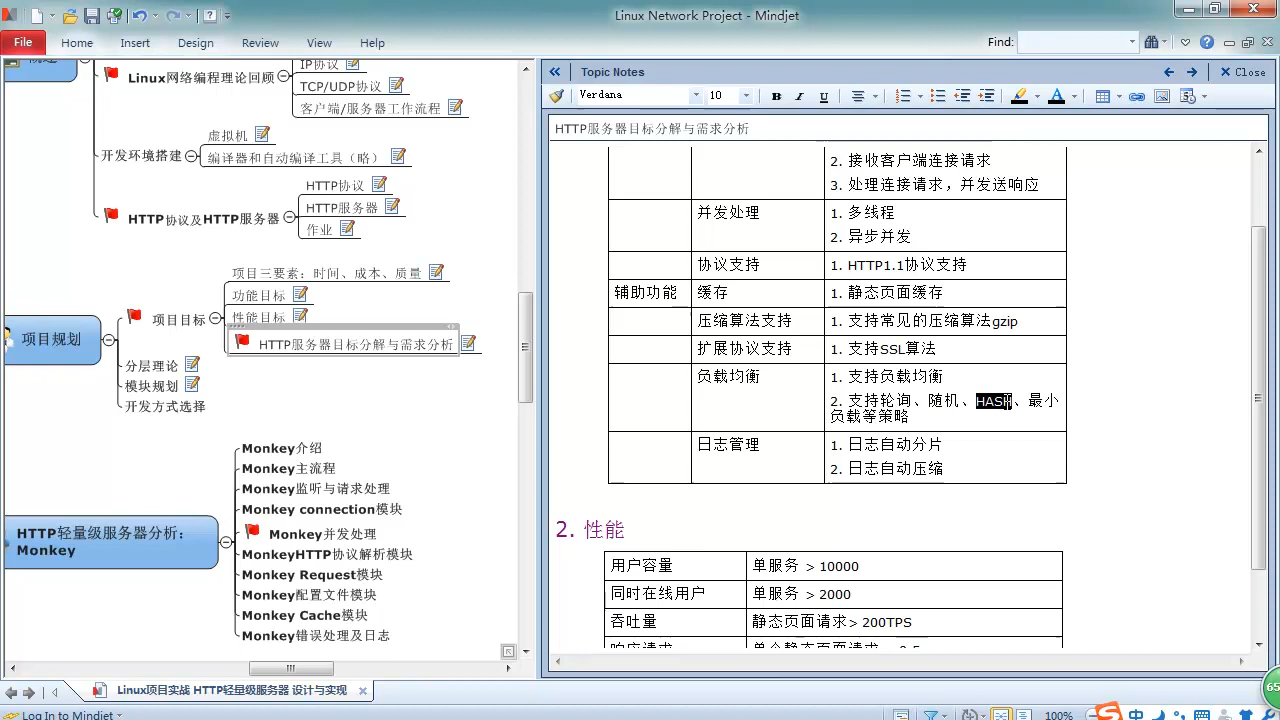 Linux Network Project - Mindjet
File
Home
Insert
Design
Review
View
Help
Find:
Linux网络编程理论回顾
IP协议
TCP/UDP协议
客户端/服务器工作流程
开发环境搭建
虚拟机
编译器和自动编译工具（略）
HTTP协议及HTTP服务器
HTTP协议
HTTP服务器
作业
项目规划
项目目标
项目三要素：时间、成本、质量
功能目标
性能目标
HTTP服务器目标分解与需求分析
分层理论
模块规划
开发方式选择
HTTP轻量级服务器分析：
Monkey
Monkey介绍
Monkey主流程
Monkey监听与请求处理
Monkey connection模块
Monkey并发处理
MonkeyHTTP协议解析模块
Monkey Request模块
Monkey配置文件模块
Monkey Cache模块
Monkey错误处理及日志
Linux项目实战 HTTP轻量级服务器 设计与实现
Log In to Mindjet
Topic Notes
Close
Verdana
10
B I U
HTTP服务器目标分解与需求分析
2. 接收客户端连接请求
3. 处理连接请求，并发送响应
并发处理
1. 多线程
2. 异步并发
协议支持
1. HTTP1.1协议支持
辅助功能
缓存
1. 静态页面缓存
压缩算法支持
1. 支持常见的压缩算法gzip
扩展协议支持
1. 支持SSL算法
负载均衡
1. 支持负载均衡
2. 支持轮询、随机、HASH、最小
负载等策略
日志管理
1. 日志自动分片
2. 日志自动压缩
2. 性能
用户容量
单服务 > 10000
同时在线用户
单服务 > 2000
吞吐量
静态页面请求> 200TPS
100%
中
65